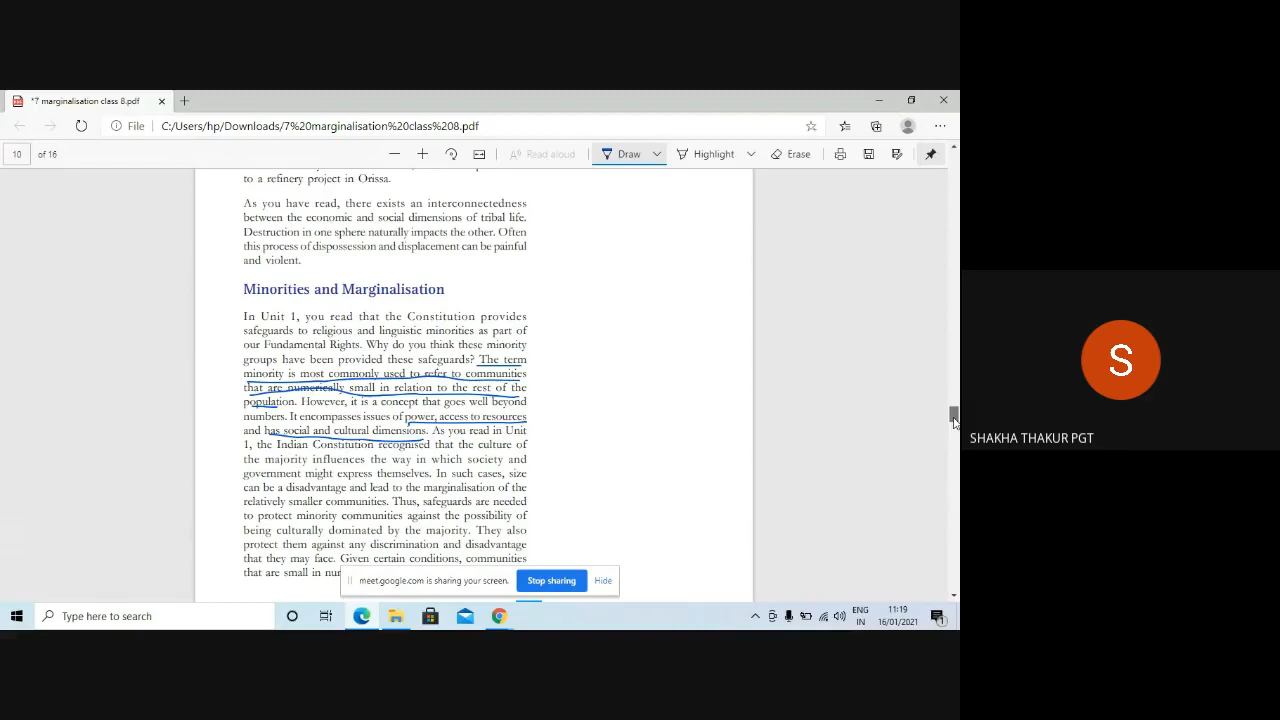 *7 marginalisation class 8.pdf
File C:/Users/hp/Downloads/7%20marginalisation%20class%208.pdf
10 of 16 Read aloud Draw Highlight Erase
to a refinery project in Orissa.
As you have read, there exists an interconnectedness
between the economic and social dimensions of tribal life.
Destruction in one sphere naturally impacts the other. Often
this process of dispossession and displacement can be painful
and violent.
Minorities and Marginalisation
In Unit 1, you read that the Constitution provides
safeguards to religious and linguistic minorities as part of
our Fundamental Rights. Why do you think these minority
groups have been provided these safeguards? The term
minority is most commonly used to refer to communities
that are numerically small in relation to the rest of the
population. However, it is a concept that goes well beyond
numbers. It encompasses issues of power, access to resources
and has social and cultural dimensions. As you read in Unit
1, the Indian Constitution recognised that the culture of
the majority influences the way in which society and
government might express themselves. In such cases, size
can be a disadvantage and lead to the marginalisation of the
relatively smaller communities. Thus, safeguards are needed
to protect minority communities against the possibility of
being culturally dominated by the majority. They also
protect them against any discrimination and disadvantage
that they may face. Given certain conditions, communities
that are small in
meet.google.com is sharing your screen. Stop sharing Hide
S
SHAKHA THAKUR PGT
Type here to search
ENG 11:19
IN 16/01/2021
1